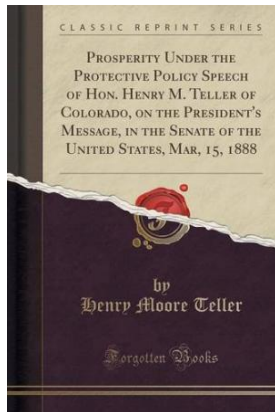 CLASSIC REPRINT SERIES
PROSPERITY UNDER THE
PROTECTIVE POLICY SPEECH
OF HON. HENRY M. TELLER OF
COLORADO, ON THE PRESIDENT'S
MESSAGE, IN THE SENATE OF THE
UNITED STATES, MAR, 15, 1888
by
Henry Moore Teller
Forgotten Books